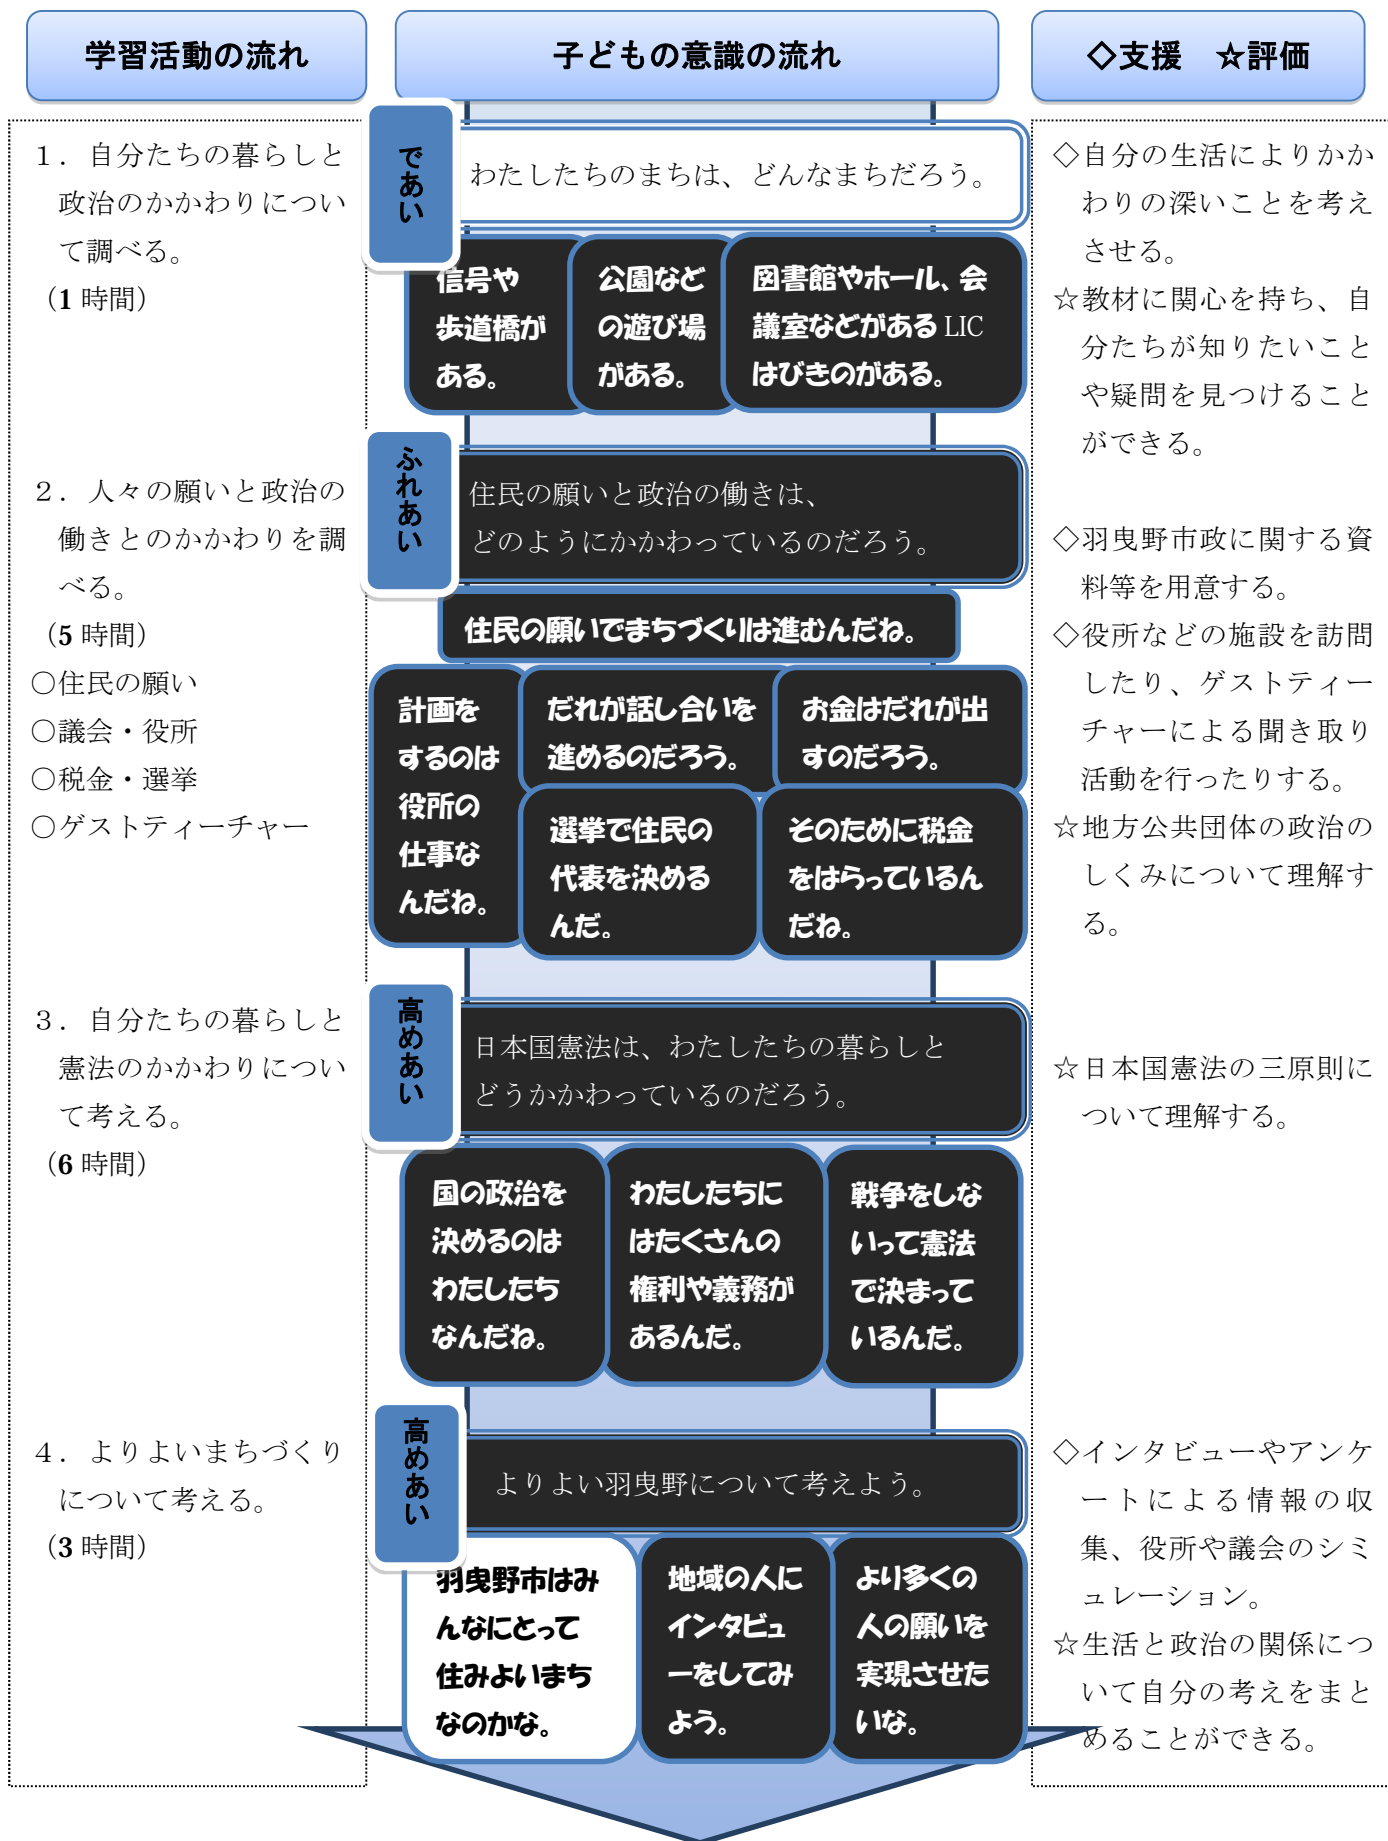 学習活動の流れ
子どもの意識の流れ
◇支援　☆評価
１．自分たちの暮らしと
政治のかかわりについ
て調べる。
（1 時間）
であい
わたしたちのまちは、どんなまちだろう。
信号や
歩道橋が
ある。
公園など
の遊び場
がある。
図書館やホール、会
議室などがある LIC
はびきのがある。
◇自分の生活によりかか
わりの深いことを考え
させる。
☆教材に関心を持ち、自
分たちが知りたいこと
や疑問を見つけること
ができる。
２．人々の願いと政治の
働きとのかかわりを調
べる。
（5 時間）
○住民の願い
○議会・役所
○税金・選挙
○ゲストティーチャー
ふれあい
住民の願いと政治の働きは、
どのようにかかわっているのだろう。
住民の願いでまちづくりは進むんだね。
計画を
するのは
役所の
仕事な
んだね。
だれが話し合いを
進めるのだろう。
お金はだれが出
すのだろう。
選挙で住民の
代表を決める
んだ。
そのために税金
をはらっているん
だね。
◇羽曳野市政に関する資
料等を用意する。
◇役所などの施設を訪問
したり、ゲストティー
チャーによる聞き取り
活動を行ったりする。
☆地方公共団体の政治の
しくみについて理解す
る。
３．自分たちの暮らしと
憲法のかかわりについ
て考える。
（6 時間）
高めあい
日本国憲法は、わたしたちの暮らしと
どうかかわっているのだろう。
国の政治を
決めるのは
わたしたち
なんだね。
わたしたちに
はたくさんの
権利や義務が
あるんだ。
戦争をしな
いって憲法
で決まって
いるんだ。
☆日本国憲法の三原則に
ついて理解する。
４．よりよいまちづくり
について考える。
（3 時間）
高めあい
よりよい羽曳野について考えよう。
羽曳野市はみ
んなにとって
住みよいまち
なのかな。
地域の人に
インタビュ
ーをしてみ
よう。
より多くの
人の願いを
実現させた
いな。
◇インタビューやアンケ
ートによる情報の収
集、役所や議会のシミ
ュレーション。
☆生活と政治の関係につ
いて自分の考えをまと
めることができる。